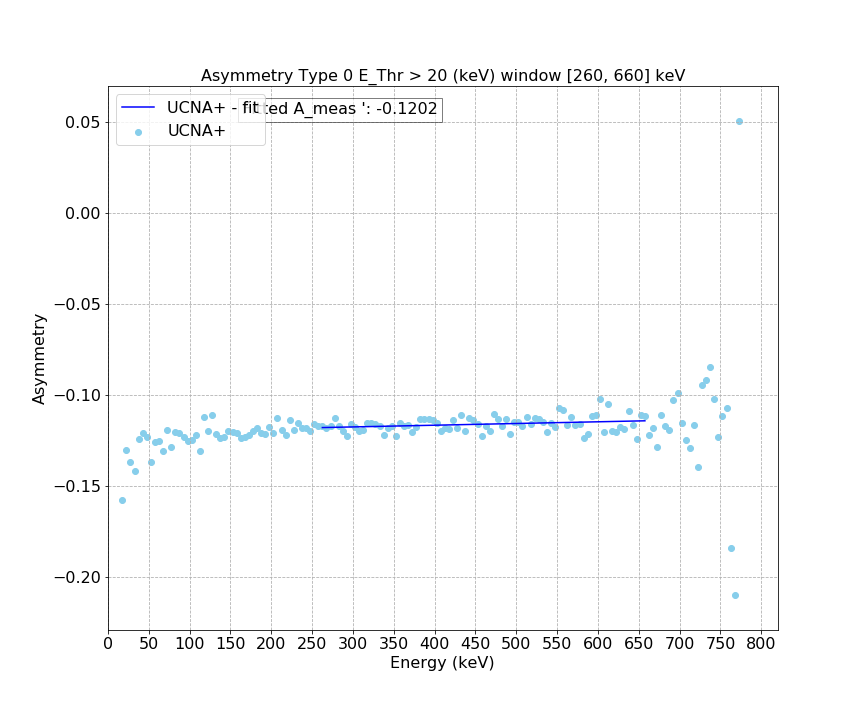 Asymmetry Type 0 E_Thr > 20 (keV) window [260, 660] keV
UCNA+ - fit
ted A_meas ': -0.1202
UCNA+
0.05
0.00
−0.05
−0.10
−0.15
−0.20
Asymmetry
0 50 100 150 200 250 300 350 400 450 500 550 600 650 700 750 800
Energy (keV)